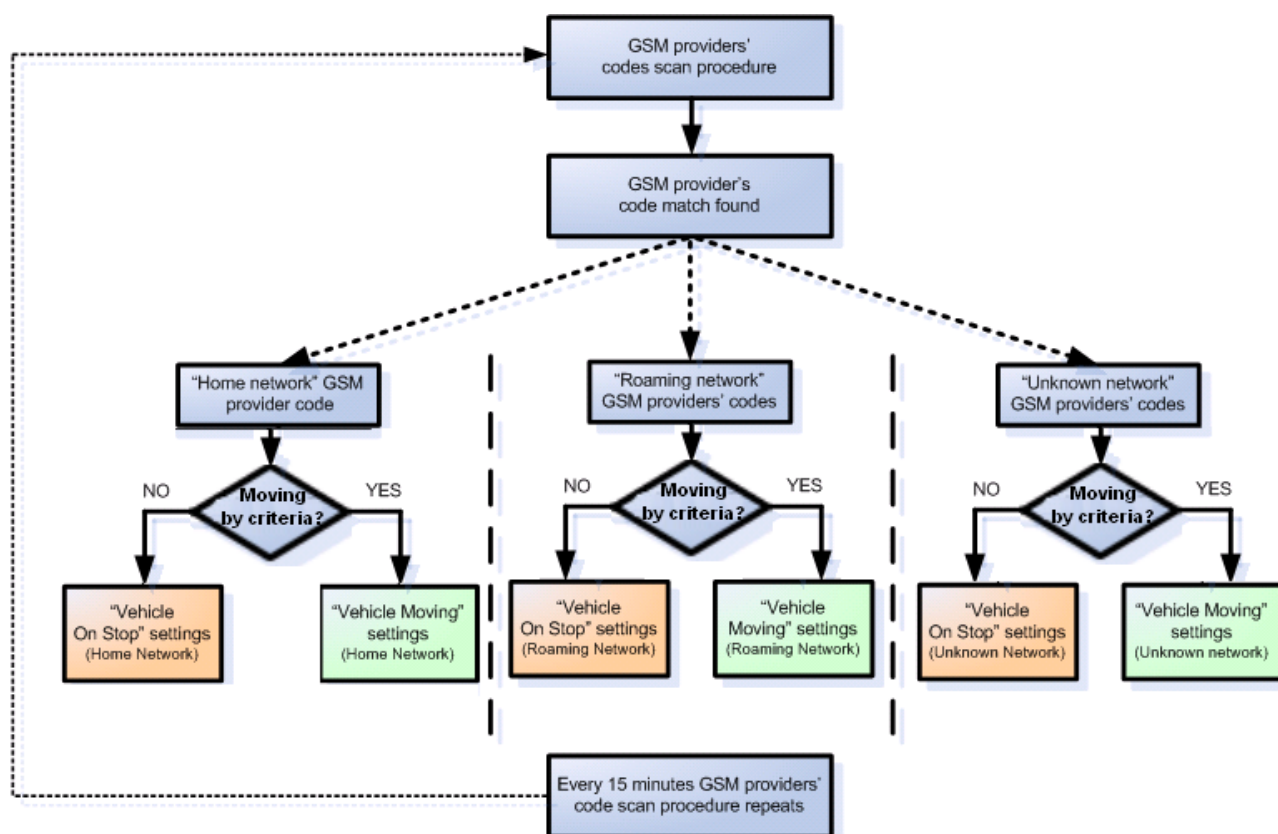 GSM providers'
codes scan procedure
GSM provider's
code match found
"Home network" GSM
provider code
"Roaming network"
GSM providers' codes
"Unknown network"
GSM providers' codes
NO
Moving
by criteria?
YES
NO
Moving
by criteria?
YES
NO
Moving
by criteria?
YES
"Vehicle
On Stop" settings
(Home Network)
"Vehicle Moving"
settings
(Home Network)
"Vehicle
On Stop" settings
(Roaming Network)
"Vehicle
Moving" settings
(Roaming Network)
"Vehicle
On Stop" settings
(Unknown Network)
"Vehicle Moving"
settings
(Unknown network)
Every 15 minutes GSM providers'
code scan procedure repeats